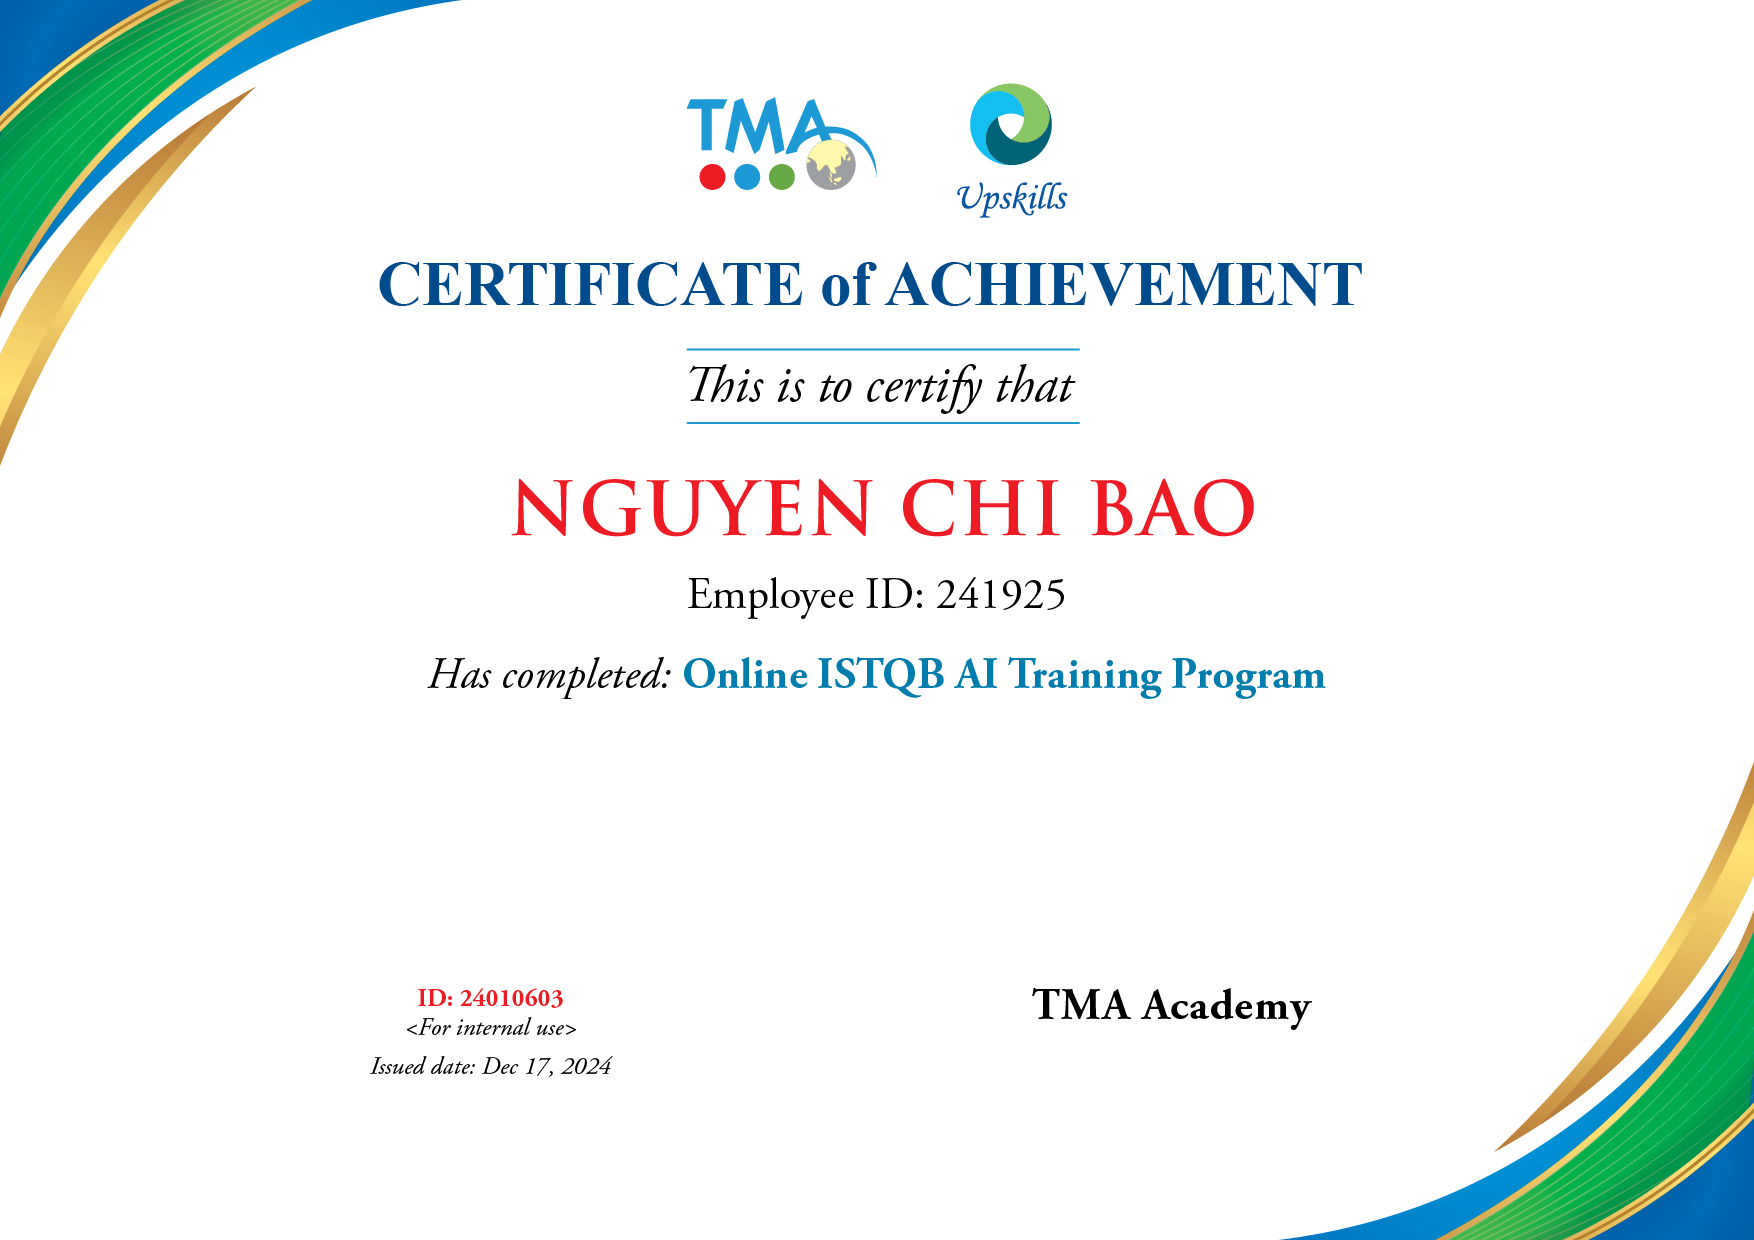 TMA
Upskills
CERTIFICATE of ACHIEVEMENT
This is to certify that
NGUYEN CHI BAO
Employee ID: 241925
Has completed: Online ISTQB AI Training Program
ID: 24010603
<For internal use>
Issued date: Dec 17, 2024
TMA Academy